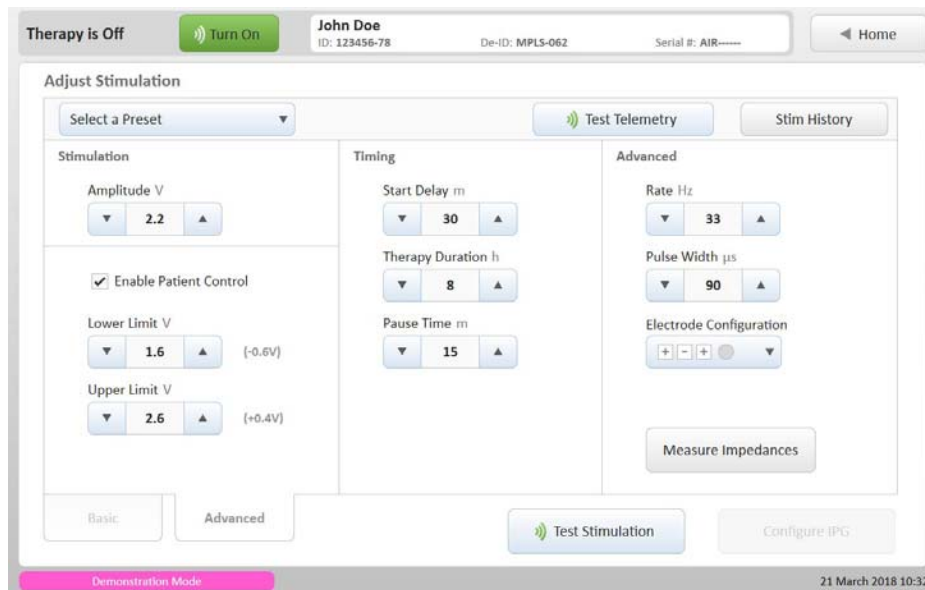 Therapy is Off
Turn On
John Doe
ID: 123456-78 De-ID: MPLS-062 Serial #: AIR------
Home
Adjust Stimulation
Select a Preset
Test Telemetry
Stim History
Stimulation
Amplitude V
2.2
Enable Patient Control
Lower Limit V
1.6 (-0.6V)
Upper Limit V
2.6 (+0.4V)
Timing
Start Delay m
30
Therapy Duration h
8
Pause Time m
15
Advanced
Rate Hz
33
Pulse Width µs
90
Electrode Configuration
+ - +
Measure Impedances
Basic
Advanced
Test Stimulation
Configure IPG
Demonstration Mode
21 March 2018 10:32